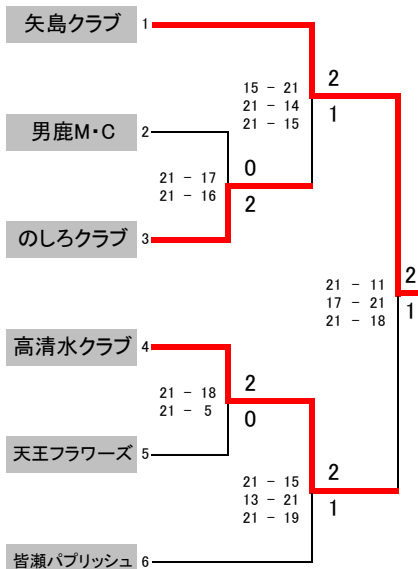 矢島クラブ 1
15 - 21 2
21 - 14
21 - 15 1
男鹿M・C 2
21 - 17 0
21 - 16
2
のしろクラブ 3
21 - 11 2
17 - 21
21 - 18 1
高清水クラブ 4
21 - 18 2
21 - 5
0
天王フラワーズ 5
21 - 15 2
13 - 21
21 - 19 1
皆瀬パプリッシュ 6